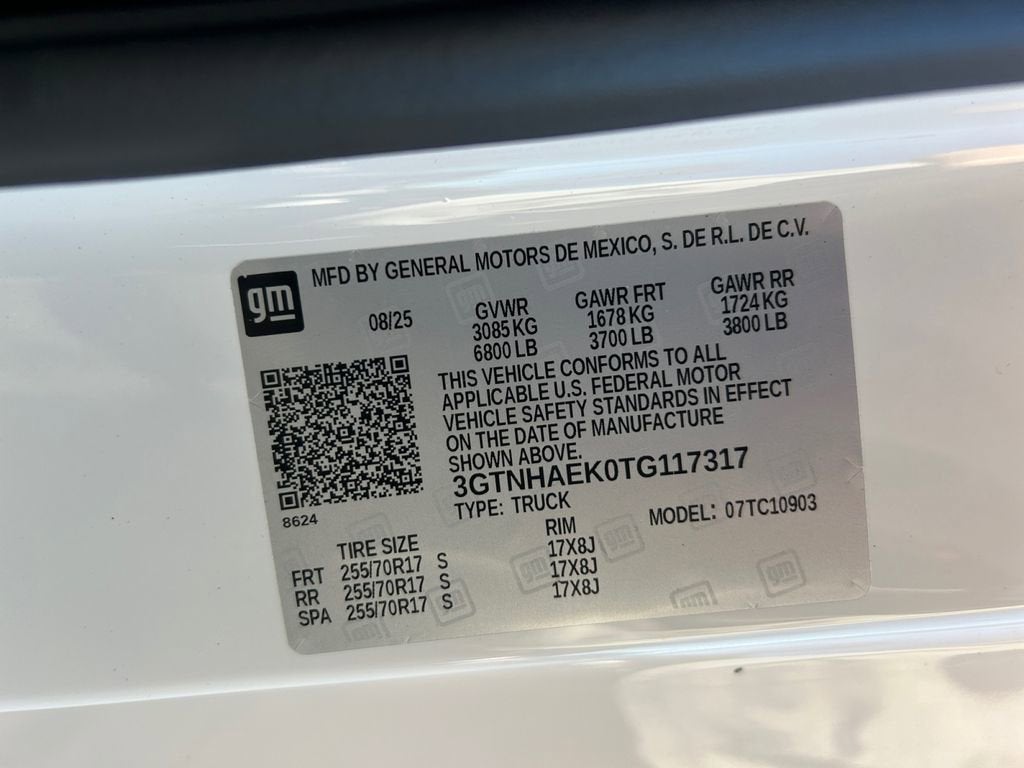 gm
MFD BY GENERAL MOTORS DE MEXICO, S. DE R.L. DE C.V.
08/25
GVWR GAWR FRT GAWR RR
3085 KG 1678 KG 1724 KG
6800 LB 3700 LB 3800 LB
THIS VEHICLE CONFORMS TO ALL
APPLICABLE U.S. FEDERAL MOTOR
VEHICLE SAFETY STANDARDS IN EFFECT
ON THE DATE OF MANUFACTURE
SHOWN ABOVE.
3GTNHAEK0TG117317
8624
TYPE: TRUCK MODEL: 07TC10903
TIRE SIZE RIM
FRT 255/70R17 S 17X8J
RR 255/70R17 S 17X8J
SPA 255/70R17 S 17X8J